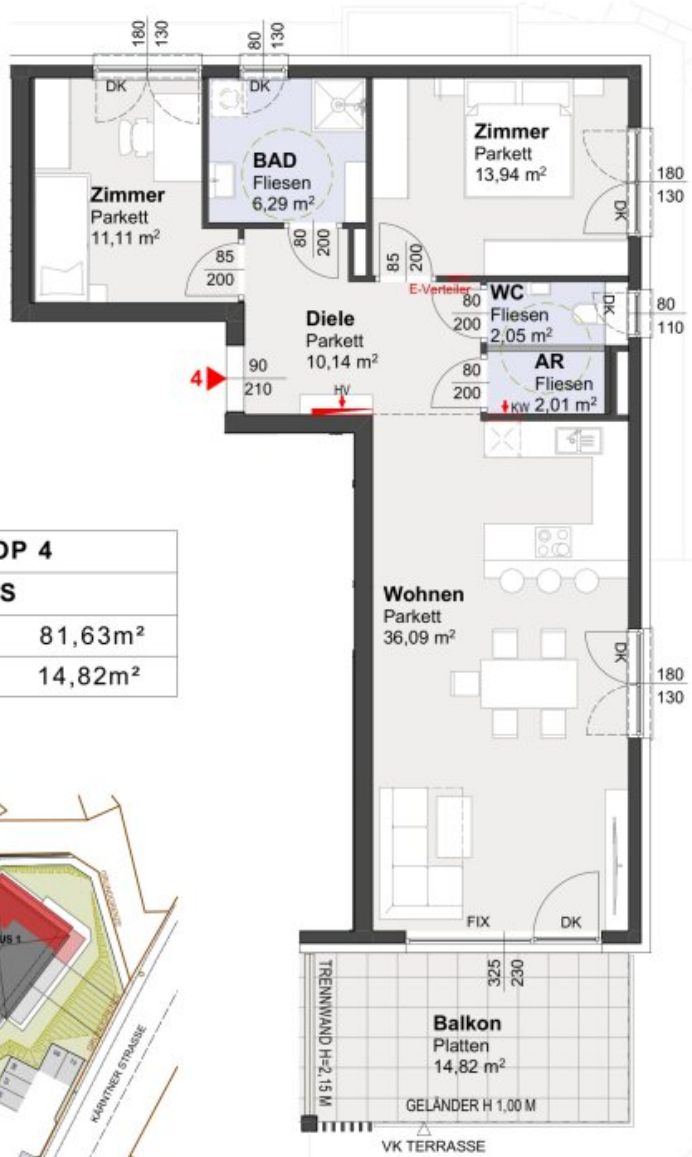 180
130
80
130
DK
DK
Zimmer
Parkett
11,11 m²
BAD
Fliesen
6,29 m²
Zimmer
Parkett
13,94 m²
180
130
DK
85
200
80
200
85
200
E-Verteiler
WC
Fliesen
2,05 m²
80
200
DK
80
110
Diele
Parkett
10,14 m²
AR
Fliesen
2,01 m²
80
200
4
90
210
HV
KW
OP 4
S
81,63m²
14,82m²
Wohnen
Parkett
36,09 m²
DK
180
130
FIX
DK
325
230
TRENNWAND H=2,15 M
Balkon
Platten
14,82 m²
GELÄNDER H 1,00 M
VK TERRASSE
US 1
GRUNDGRENZE
KÄRNTNER STRASSE